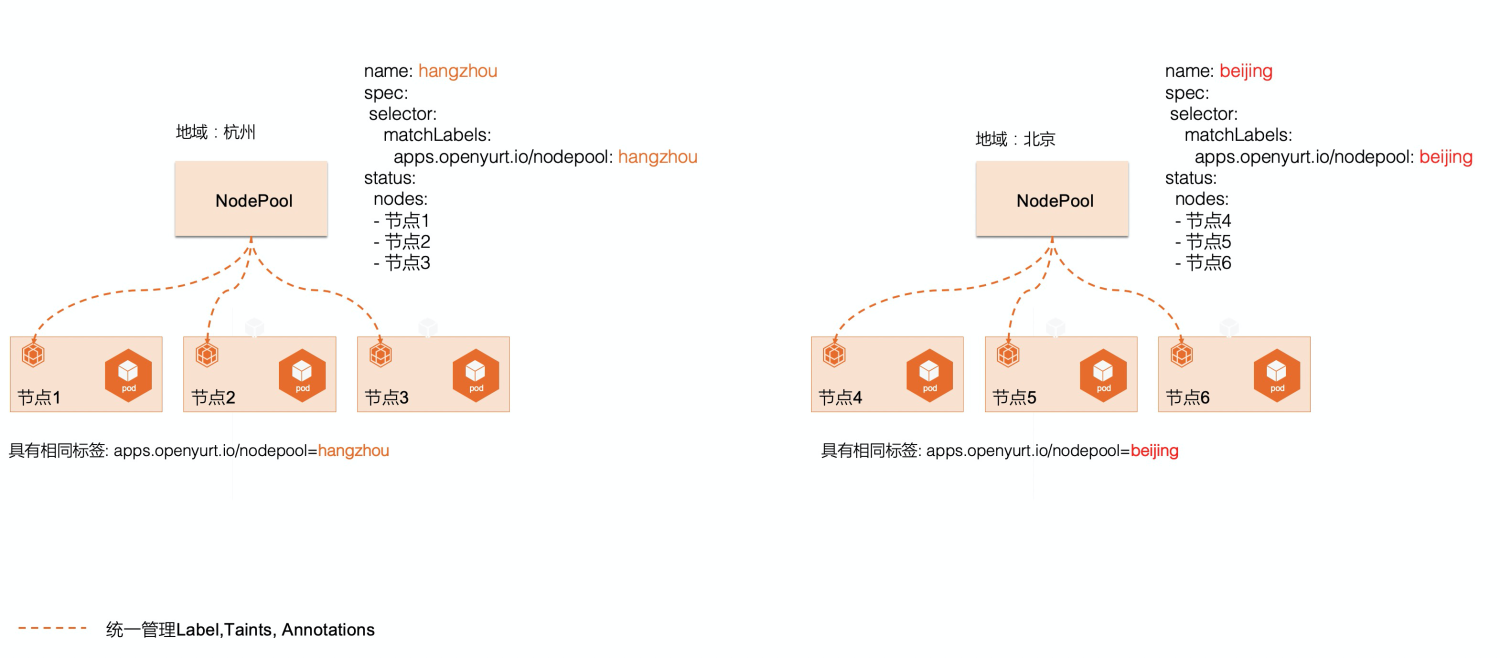 name: hangzhou
spec:
selector:
matchLabels:
apps.openyurt.io/nodepool: hangzhou
status:
nodes:
- 节点1
- 节点2
- 节点3
地域：杭州
NodePool
pod
节点1
pod
节点2
pod
节点3
具有相同标签: apps.openyurt.io/nodepool=hangzhou
name: beijing
spec:
selector:
matchLabels:
apps.openyurt.io/nodepool: beijing
status:
nodes:
- 节点4
- 节点5
- 节点6
地域：北京
NodePool
pod
节点4
pod
节点5
pod
节点6
具有相同标签: apps.openyurt.io/nodepool=beijing
统一管理Label,Taints, Annotations